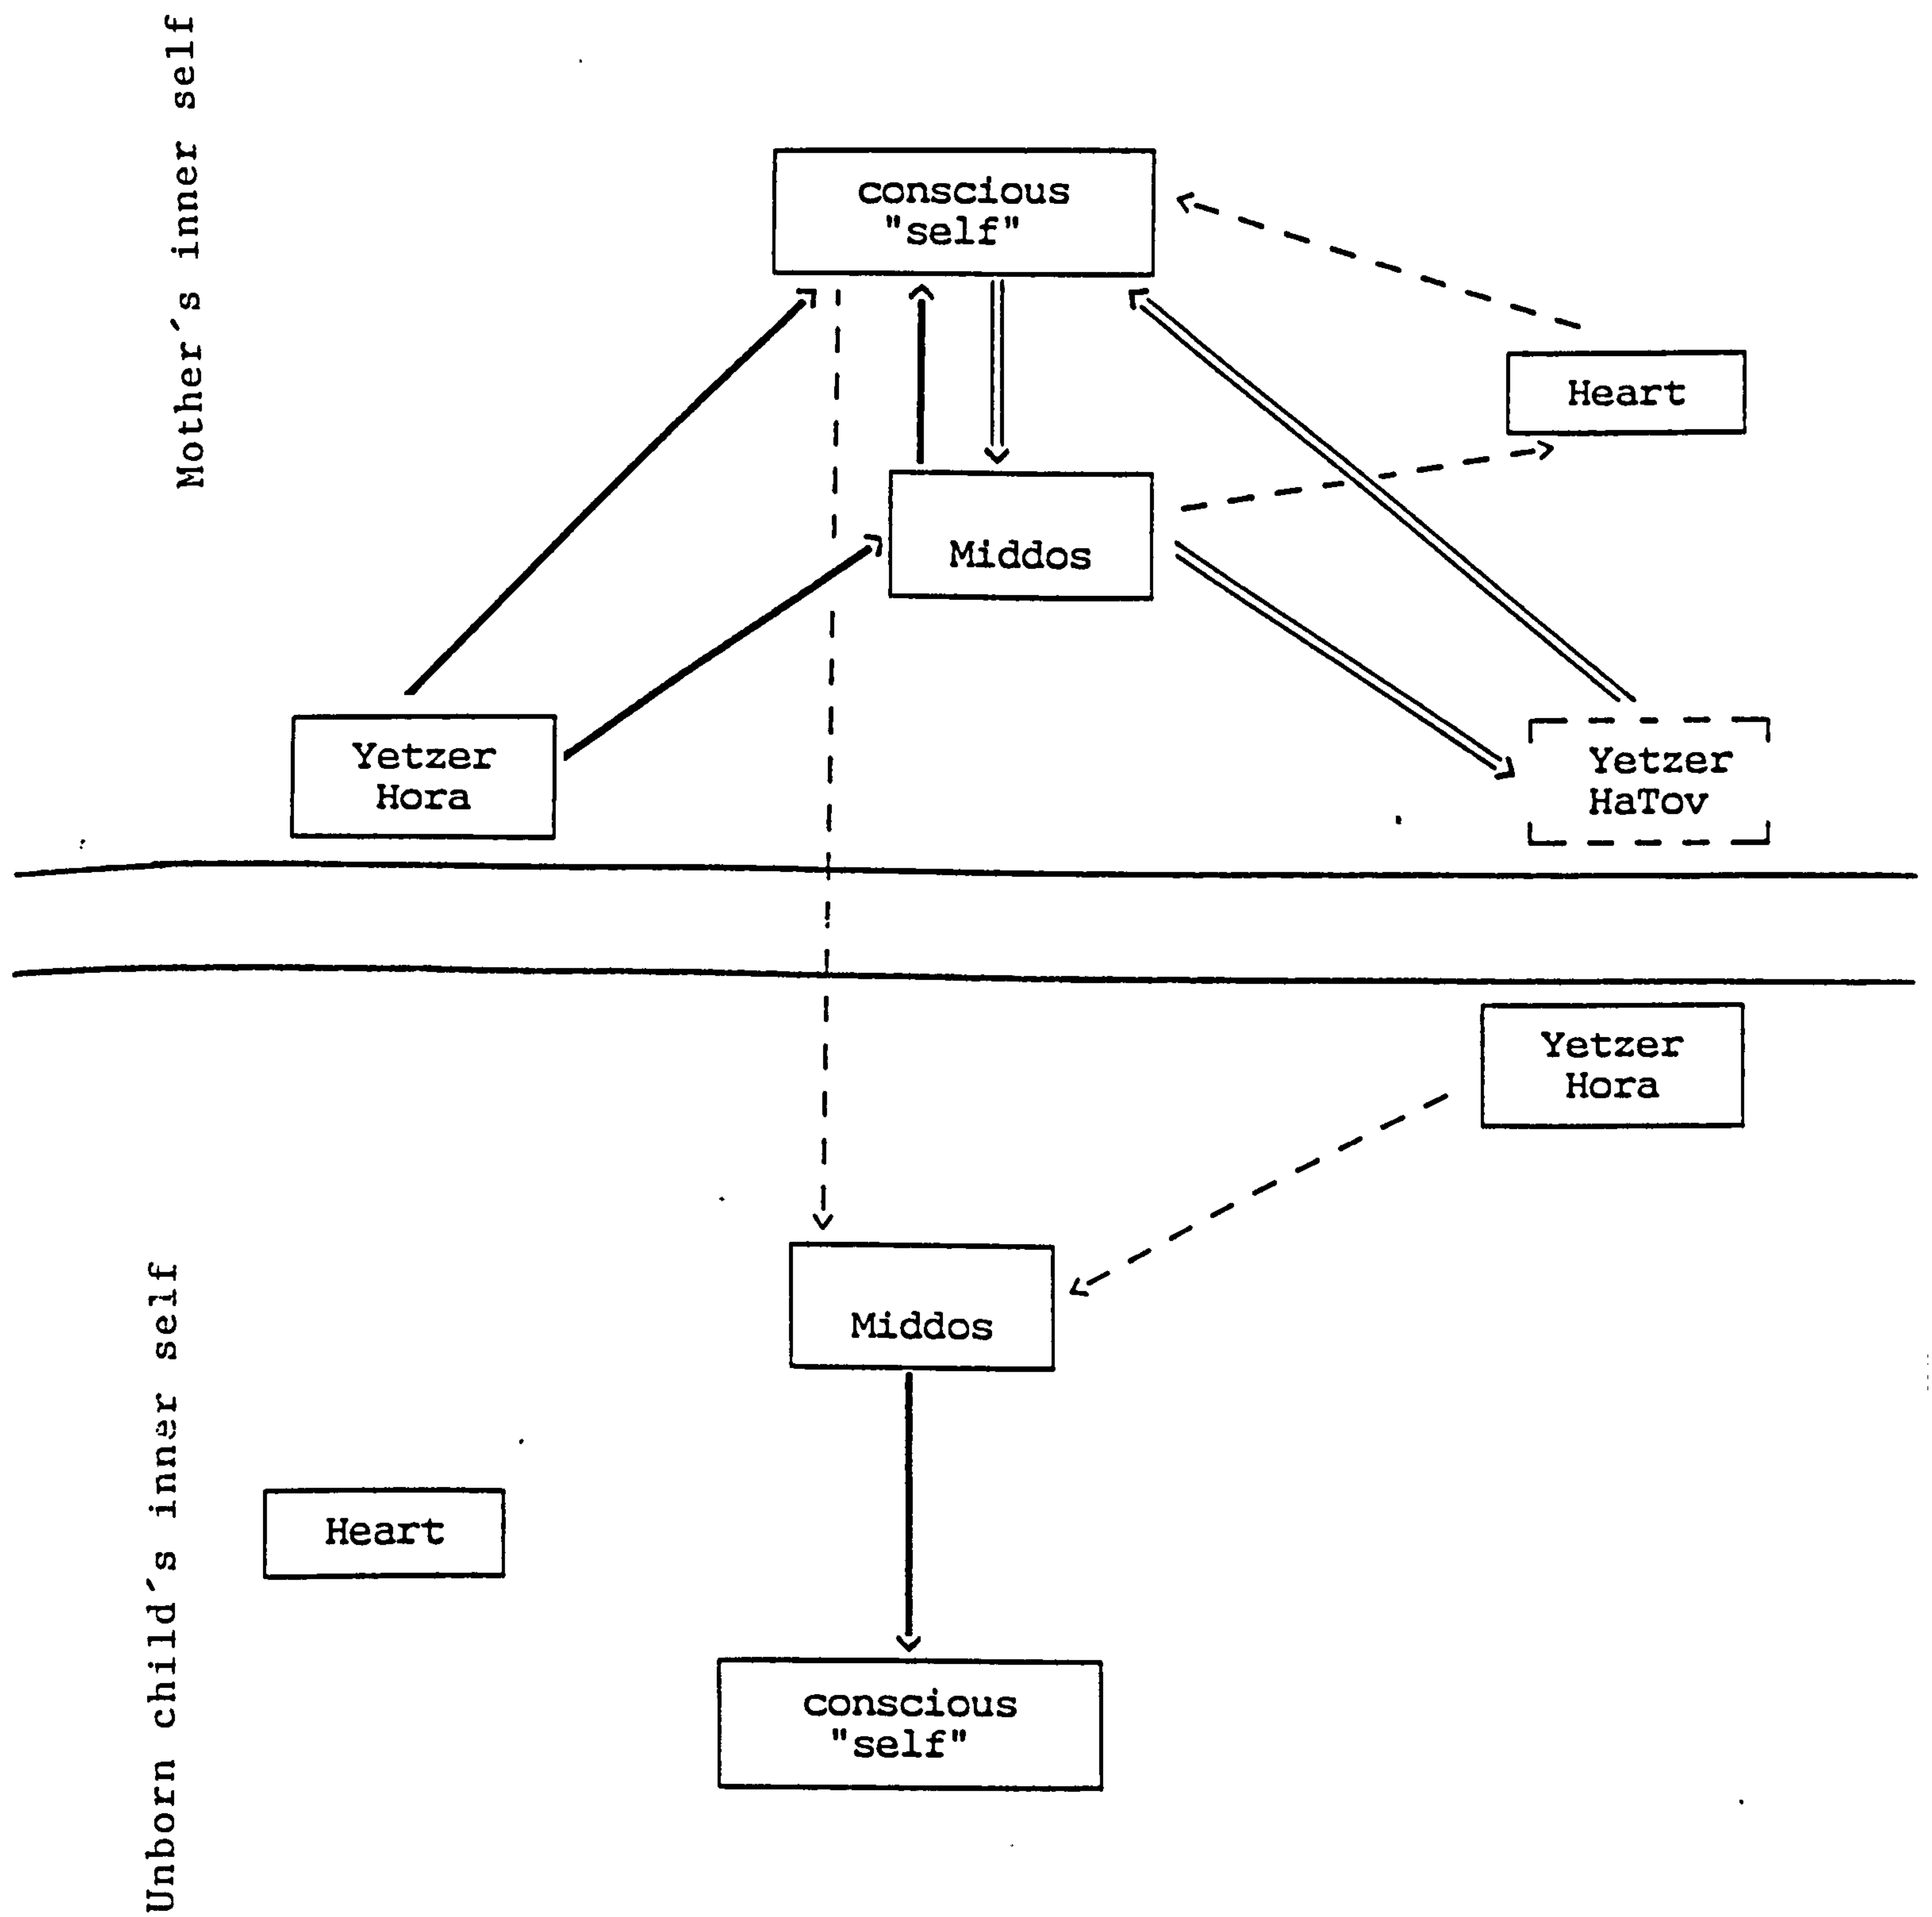 Mother's inner self
conscious
"self"
Heart
Middos
Yetzer
Hora
Yetzer
HaTov
Unborn child's inner self
Yetzer
Hora
Middos
Heart
conscious
"self"